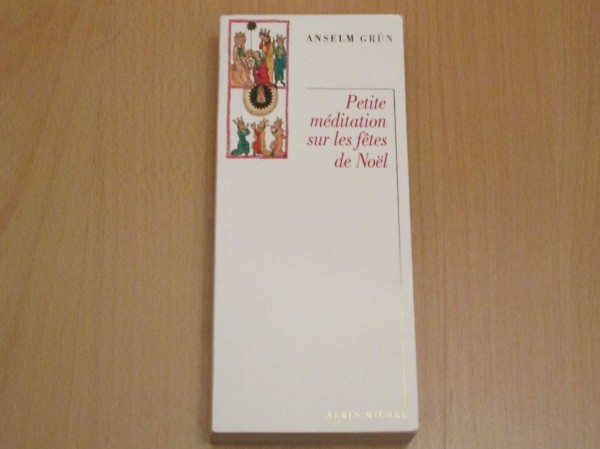 ANSELM GRÜN
Petite
méditation
sur les fêtes
de Noël
ALBIN MICHEL